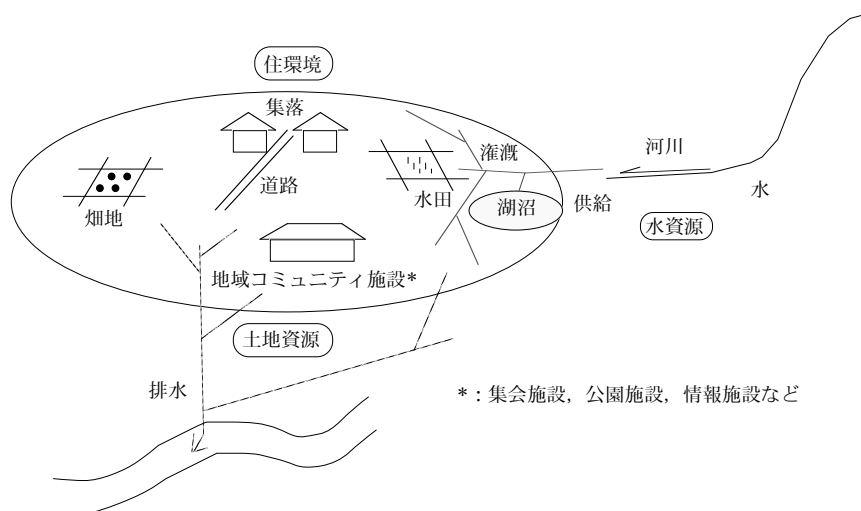 住環境
集落
灌漑
河川
道路
水田
水
畑地
湖沼
供給
水資源
地域コミュニティ施設*
土地資源
排水
*：集会施設，公園施設，情報施設など